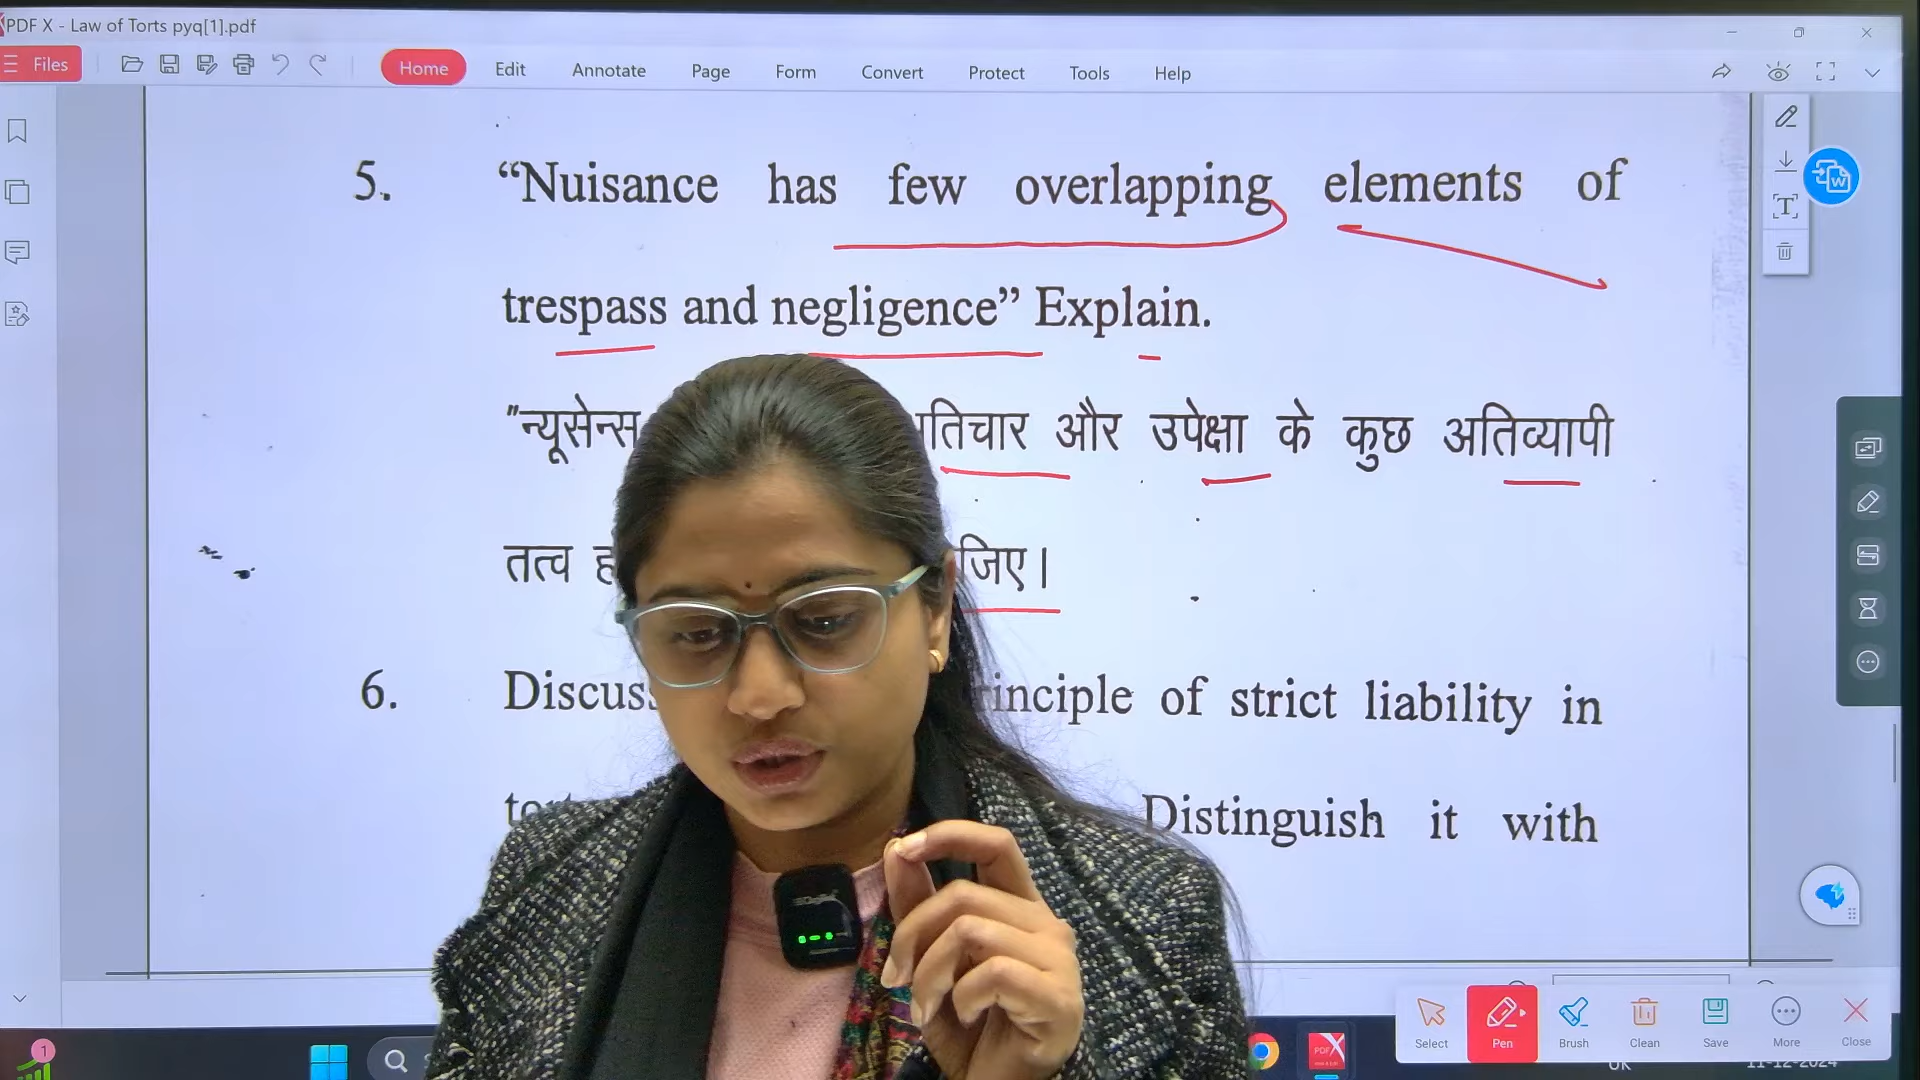 PDF X - Law of Torts pyq[1].pdf
Files Home Edit Annotate Page Form Convert Protect Tools Help
5. “Nuisance has few overlapping elements of
trespass and negligence” Explain.
"न्यूसेन्स और उपेक्षा के कुछ अतिव्यापी
तत्व
6. of strict liability in
Distinguish it with
Select Pen Brush Clean Save More Close
1